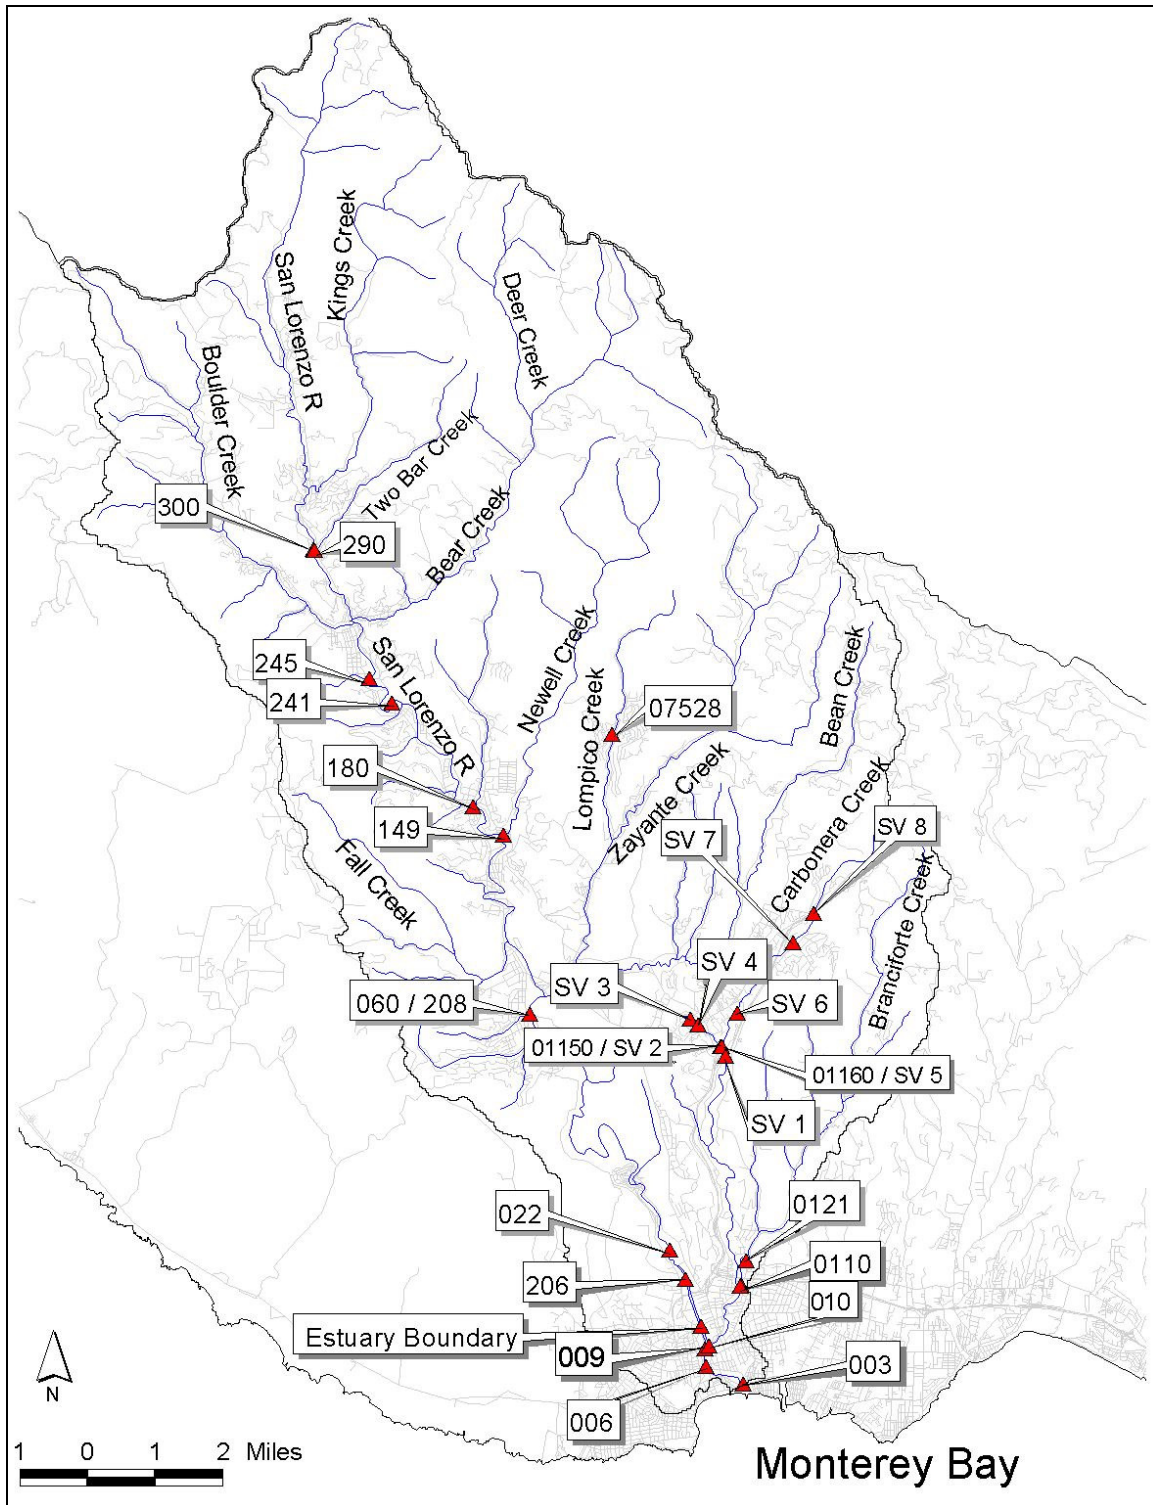 Kings Creek
San Lorenzo R
Deer Creek
Boulder Creek
Two Bar Creek
300
290
Bear Creek
245
241
San Lorenzo R
Newell Creek
Lompico Creek
07528
Bean Creek
180
149
Zayante Creek
Carbonera Creek
SV 7
SV 8
Fall Creek
Branciforte Creek
SV 4
SV 3
060 / 208
SV 6
01150 / SV 2
01160 / SV 5
SV 1
022
0121
206
0110
010
Estuary Boundary
009
003
006
N
1 0 1 2 Miles
Monterey Bay